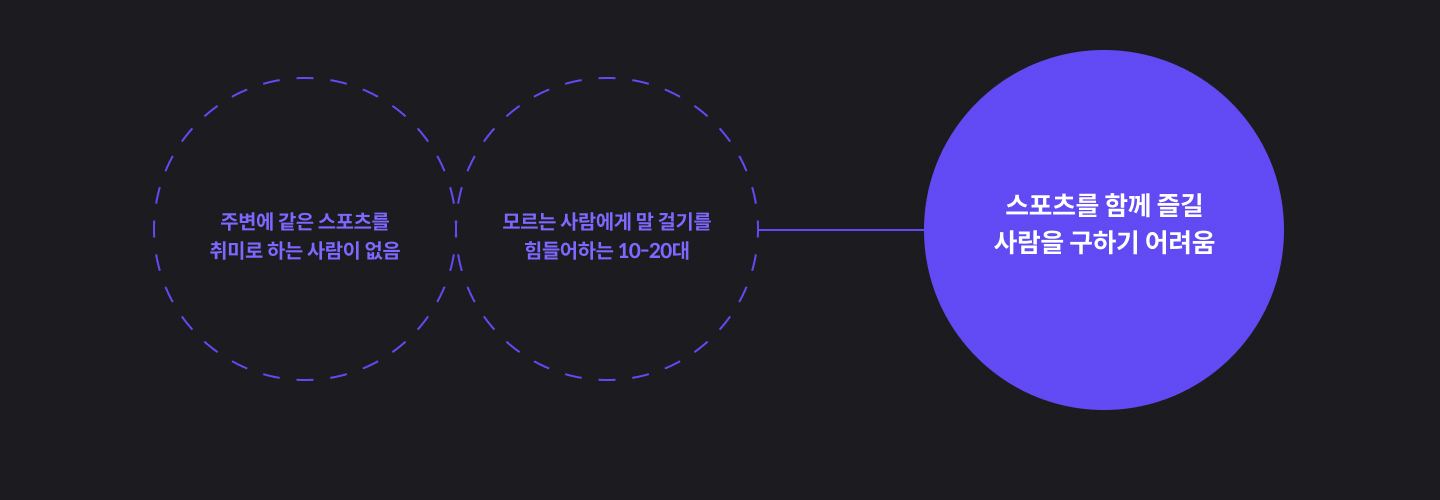 주변에 같은 스포츠를
취미로 하는 사람이 없음
모르는 사람에게 말 걸기를
힘들어하는 10-20대
스포츠를 함께 즐길
사람을 구하기 어려움